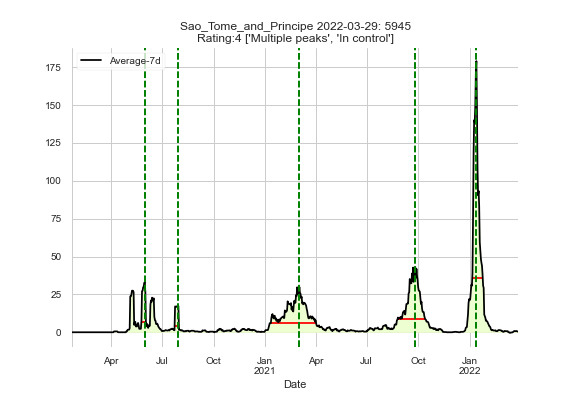 Sao_Tome_and_Principe 2022-03-29: 5945
Rating:4 ['Multiple peaks', 'In control']
Average-7d
175
150
125
100
75
50
25
0
Apr Jul Oct Jan Apr Jul Oct Jan
2021 2022
Date